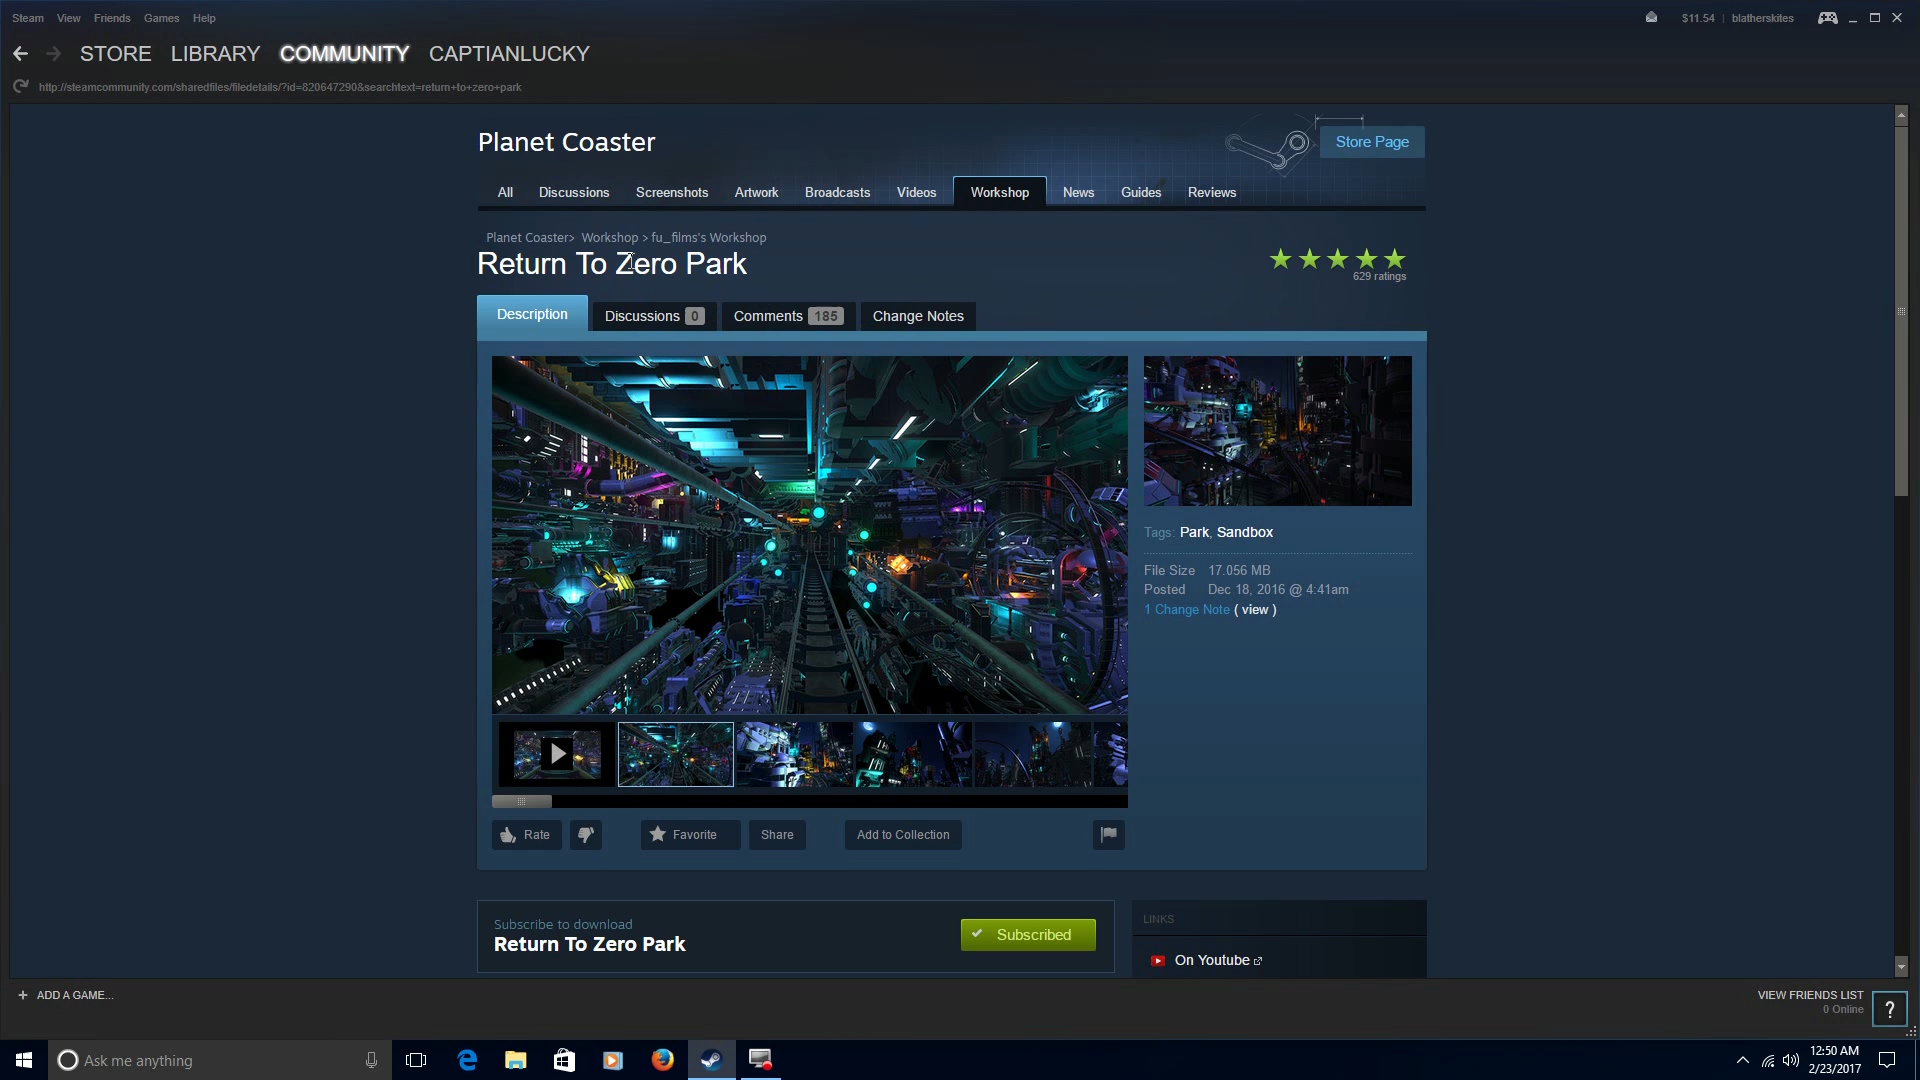 Steam View Friends Games Help
$11.54 | blatherskites
STORE LIBRARY COMMUNITY CAPTIANLUCKY
http://steamcommunity.com/sharedfiles/filedetails/?id=820647290&searchtext=return+to+zero+park
Planet Coaster
Store Page
All Discussions Screenshots Artwork Broadcasts Videos Workshop News Guides Reviews
Planet Coaster> Workshop > fu_films's Workshop
Return To Zero Park
629 ratings
Description Discussions 0 Comments 185 Change Notes
Tags: Park, Sandbox
File Size 17.056 MB
Posted Dec 18, 2016 @ 4:41am
1 Change Note ( view )
Rate Favorite Share Add to Collection
Subscribe to download
Return To Zero Park
Subscribed
LINKS
On Youtube
+ ADD A GAME...
VIEW FRIENDS LIST
0 Online
?
Ask me anything
12:50 AM
2/23/2017